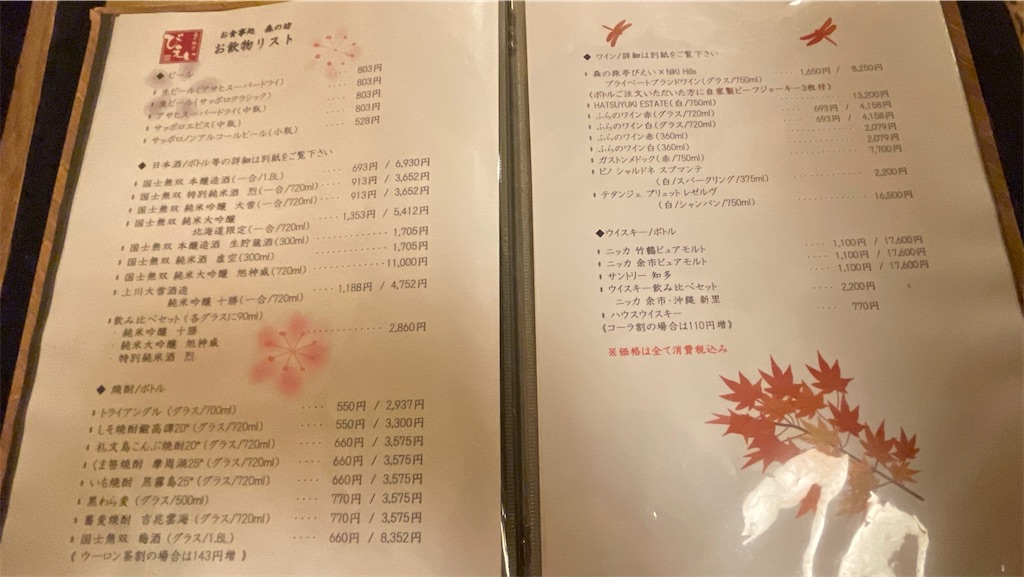 びえい
お食事処 森の坊
お飲物リスト
◆ ビール
生ビール(アサヒスーパードライ) ････ 803円
生ビール(サッポロクラシック) ････ 803円
アサヒスーパードライ(中瓶) ････ 803円
サッポロエビス(中瓶) ････ 803円
サッポロノンアルコールビール(小瓶) ････ 528円
◆ 日本酒/ボトル等の詳細は別紙をご覧下さい
国士無双 本醸造酒(一合/1.8L) 693円 / 6,930円
国士無双 特別純米酒 烈(一合/720ml) 913円 / 3,652円
国士無双 純米吟醸 大雪(一合/720ml) 913円 / 3,652円
国士無双 純米大吟醸
北海道限定(一合/720ml) 1,353円 / 5,412円
国士無双 本醸造酒 生貯蔵酒(300ml) 1,705円
国士無双 純米酒 虚空(300ml) 1,705円
国士無双 純米大吟醸 旭神威(720ml) 11,000円
上川大雪酒造
純米吟醸 十勝(一合/720ml) 1,188円 / 4,752円
飲み比べセット(各グラスに90ml)
･ 純米吟醸 十勝 2,860円
･ 純米大吟醸 旭神威
･ 特別純米酒 烈
◆ 焼酎/ボトル
トライアングル(グラス/700ml) ････ 550円 / 2,937円
しそ焼酎鍛高譚20°(グラス/720ml) ････ 550円 / 3,300円
礼文島こんぶ焼酎20°(グラス/720ml) ････ 660円 / 3,575円
くま笹焼酎 摩周湖25°(グラス/720ml) ････ 660円 / 3,575円
いも焼酎 黒霧島25°(グラス/720ml) ････ 660円 / 3,575円
黒わら麦(グラス/500ml) ････ 770円 / 3,575円
蕎麦焼酎 吉兆雲海(グラス/720ml) ････ 770円 / 3,575円
国士無双 梅酒(グラス/1.8L) ････ 660円 / 8,352円
《ウーロン茶割の場合は143円増》
◆ワイン/詳細は別紙をご覧下さい
森の旅亭びえい×NIKI Hills
プライベートブランドワイン(グラス/750ml) 1,650円 / 8,250円
(ボトルご注文いただいた方に自家製ビーフジャーキー3枚付)
HATSUYUKI ESTATE(白/750ml) 13,200円
ふらのワイン赤(グラス/720ml) 693円 / 4,158円
ふらのワイン白(グラス/720ml) 693円 / 4,158円
ふらのワイン赤(360ml) 2,079円
ふらのワイン白(360ml) 2,079円
ガストンメドック(赤/750ml) 7,700円
ピノ シャルドネ スプマンテ
(白/スパークリング/375ml) 2,200円
テタンジェ ブリュット レゼルヴ
(白/シャンパン/750ml) 16,500円
◆ウイスキー/ボトル
ニッカ 竹鶴ピュアモルト ････ 1,100円 / 17,600円
ニッカ 余市ピュアモルト ････ 1,100円 / 17,600円
サントリー 知多 ････ 1,100円 / 17,600円
ウイスキー飲み比べセット ････ 2,200円
ニッカ 余市･沖縄 新里
ハウスウイスキー ････ 770円
《コーラ割の場合は110円増》
※価格は全て消費税込み